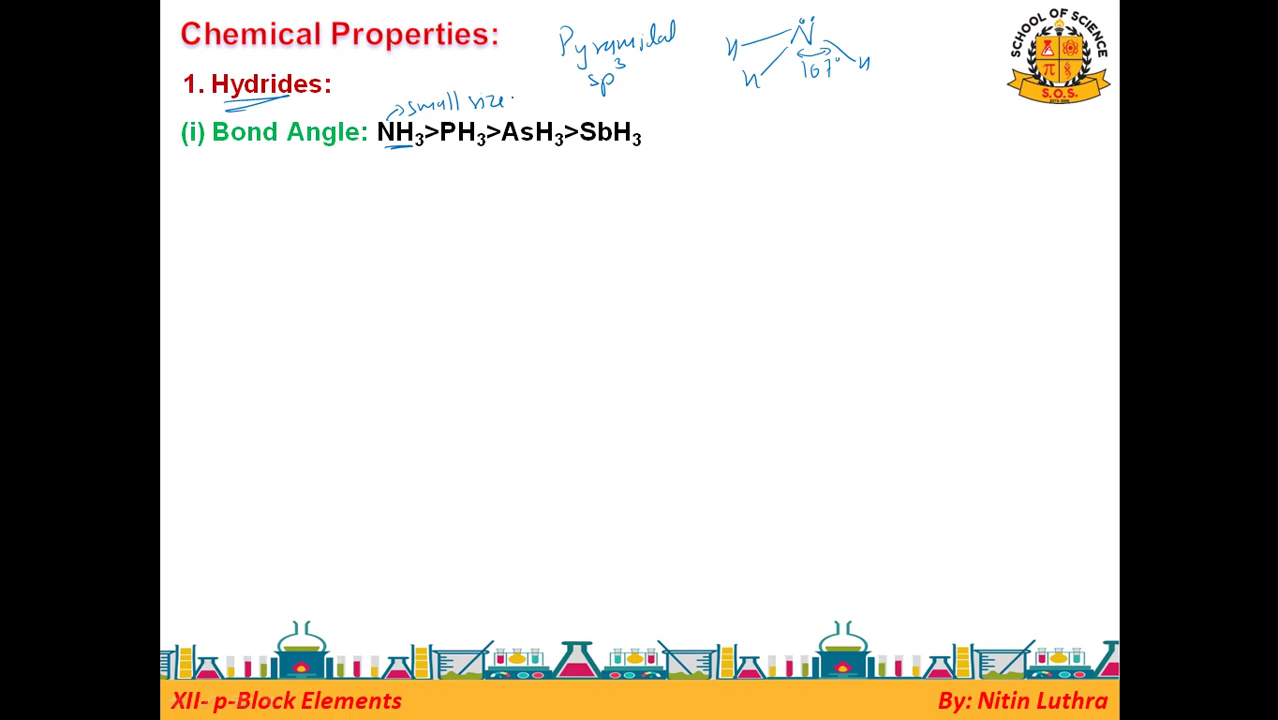 Chemical Properties:
Pyramidal
sp³
N
H
H
H
107°
SCHOOL OF SCIENCE
π
S.O.S.
1. Hydrides:
small size.
(i) Bond Angle: NH₃>PH₃>AsH₃>SbH₃
XII- p-Block Elements
By: Nitin Luthra